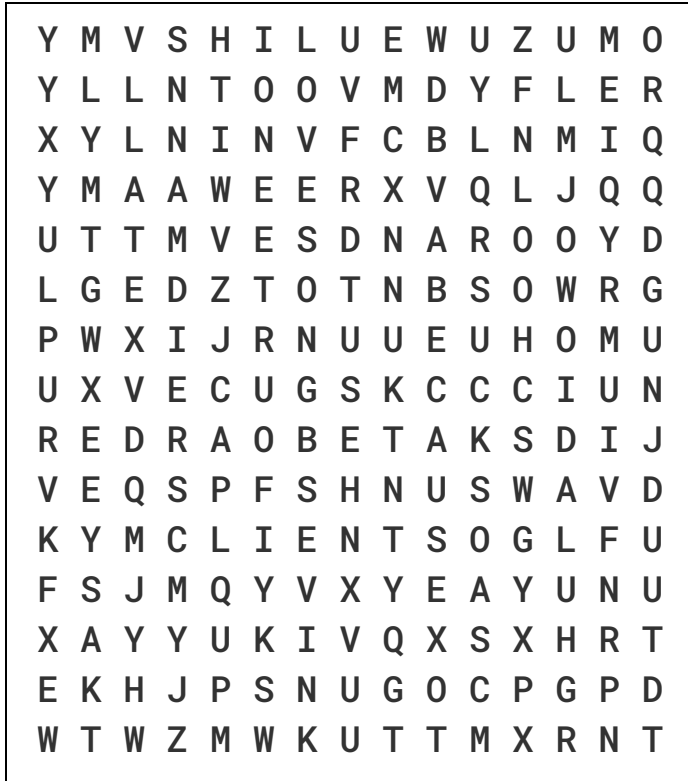 Y M V S H I L U E W U Z U M O
Y L L N T O O V M D Y F L E R
X Y L N I N V F C B L N M I Q
Y M A A W E E R X V Q L J Q Q
U T T M V E S D N A R O O Y D
L G E D Z T O T N B S O W R G
P W X I J R N U U E U H O M U
U X V E C U G S K C C C I U N
R E D R A O B E T A K S D I J
V E Q S P F S H N U S W A V D
K Y M C L I E N T S O G L F U
F S J M Q Y V X Y E A Y U N U
X A Y Y U K I V Q X S X H R T
E K H J P S N U G O C P G P D
W T W Z M W K U T T M X R N T